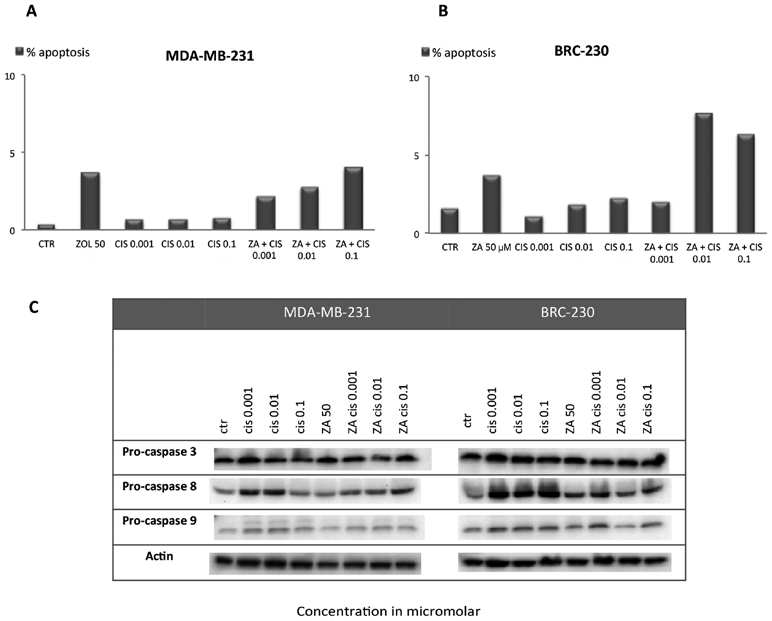 A
% apoptosis
MDA-MB-231
10
5
0
CTR
ZOL 50
CIS 0.001
CIS 0.01
CIS 0.1
ZA + CIS
0.001
ZA + CIS
0.01
ZA + CIS
0.1
B
% apoptosis
BRC-230
10
5
0
CTR
ZA 50 µM
CIS 0.001
CIS 0.01
CIS 0.1
ZA + CIS
0.001
ZA + CIS
0.01
ZA + CIS
0.1
C
MDA-MB-231
BRC-230
ctr
cis 0.001
cis 0.01
cis 0.1
ZA 50
ZA cis 0.001
ZA cis 0.01
ZA cis 0.1
ctr
cis 0.001
cis 0.01
cis 0.1
ZA 50
ZA cis 0.001
ZA cis 0.01
ZA cis 0.1
Pro-caspase 3
Pro-caspase 8
Pro-caspase 9
Actin
Concentration in micromolar